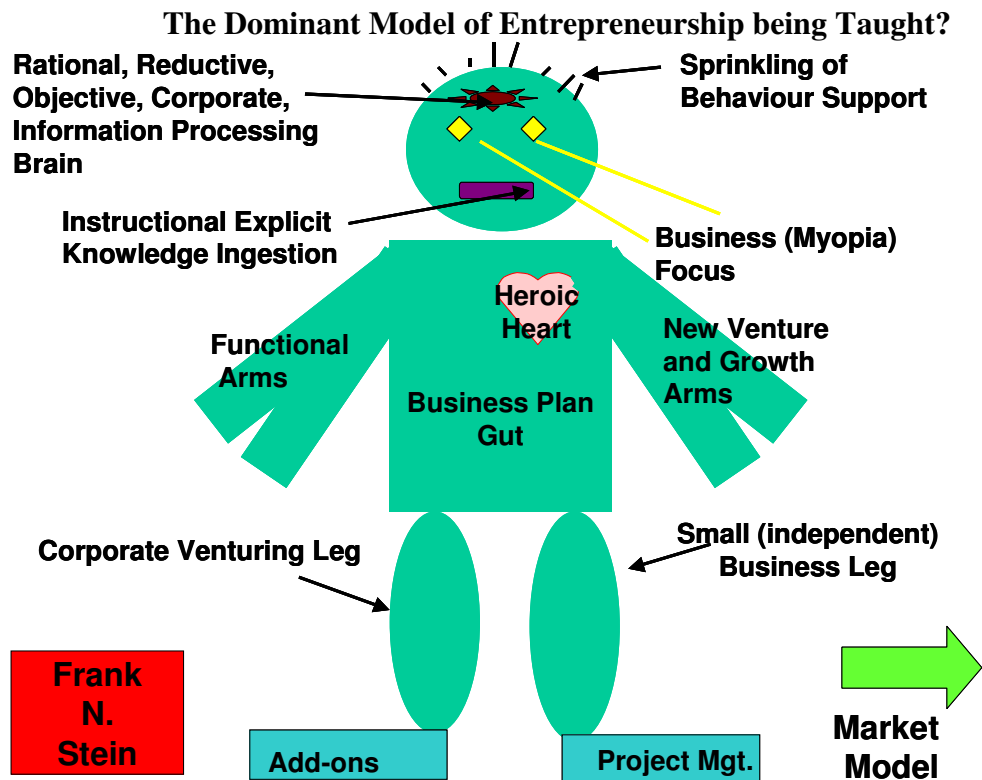 The Dominant Model of Entrepreneurship being Taught?
Rational, Reductive,
Objective, Corporate,
Information Processing
Brain
Sprinkling of
Behaviour Support
Instructional Explicit
Knowledge Ingestion
Business (Myopia)
Focus
Heroic
Heart
Functional
Arms
New Venture
and Growth
Arms
Business Plan
Gut
Corporate Venturing Leg
Small (independent)
Business Leg
Frank
N.
Stein
Add-ons
Project Mgt.
Market
Model